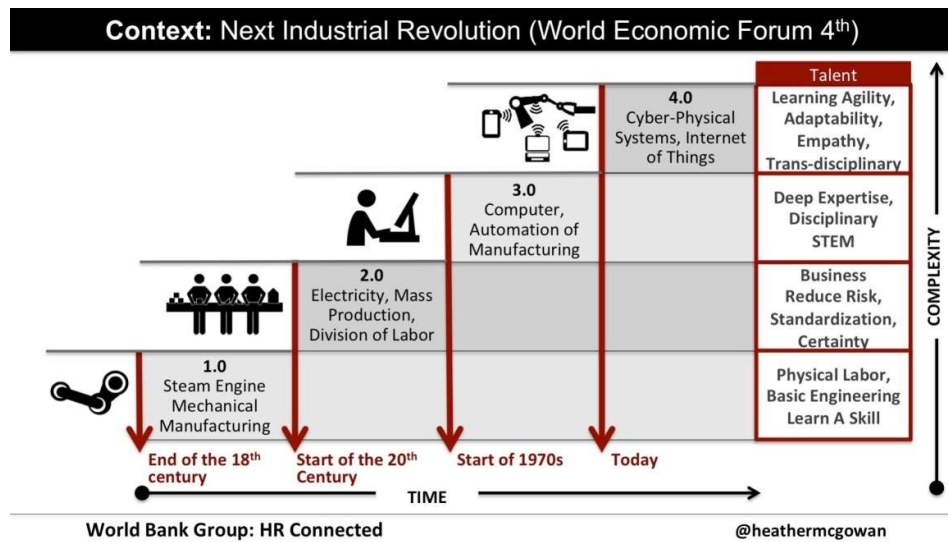 Context: Next Industrial Revolution (World Economic Forum 4th)
Talent
4.0
Cyber-Physical
Systems, Internet
of Things
Learning Agility,
Adaptability,
Empathy,
Trans-disciplinary
3.0
Computer,
Automation of
Manufacturing
Deep Expertise,
Disciplinary
STEM
2.0
Electricity, Mass
Production,
Division of Labor
Business
Reduce Risk,
Standardization,
Certainty
1.0
Steam Engine
Mechanical
Manufacturing
Physical Labor,
Basic Engineering
Learn A Skill
COMPLEXITY
End of the 18th
century
Start of the 20th
Century
Start of 1970s
Today
TIME
World Bank Group: HR Connected
@heathermcgowan